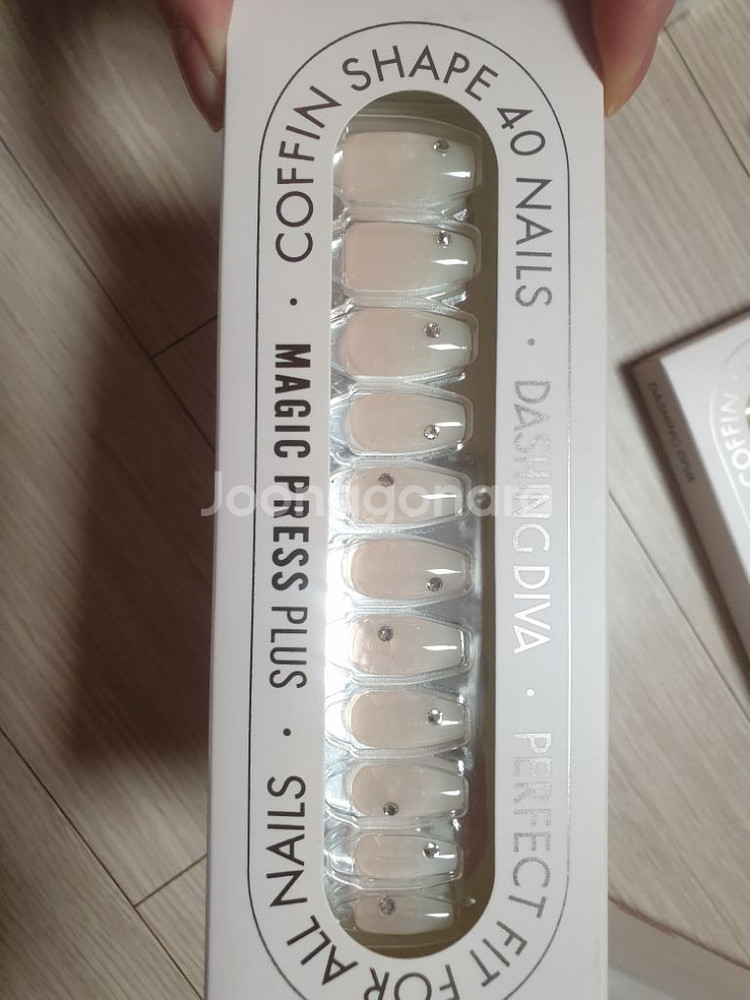 COFFIN SHAPE 40 NAILS · DASHING DIVA · PERFECT FIT FOR ALL NAILS · MAGIC PRESS PLUS ·
Joonggonara
DASHING DIVA
COFFIN